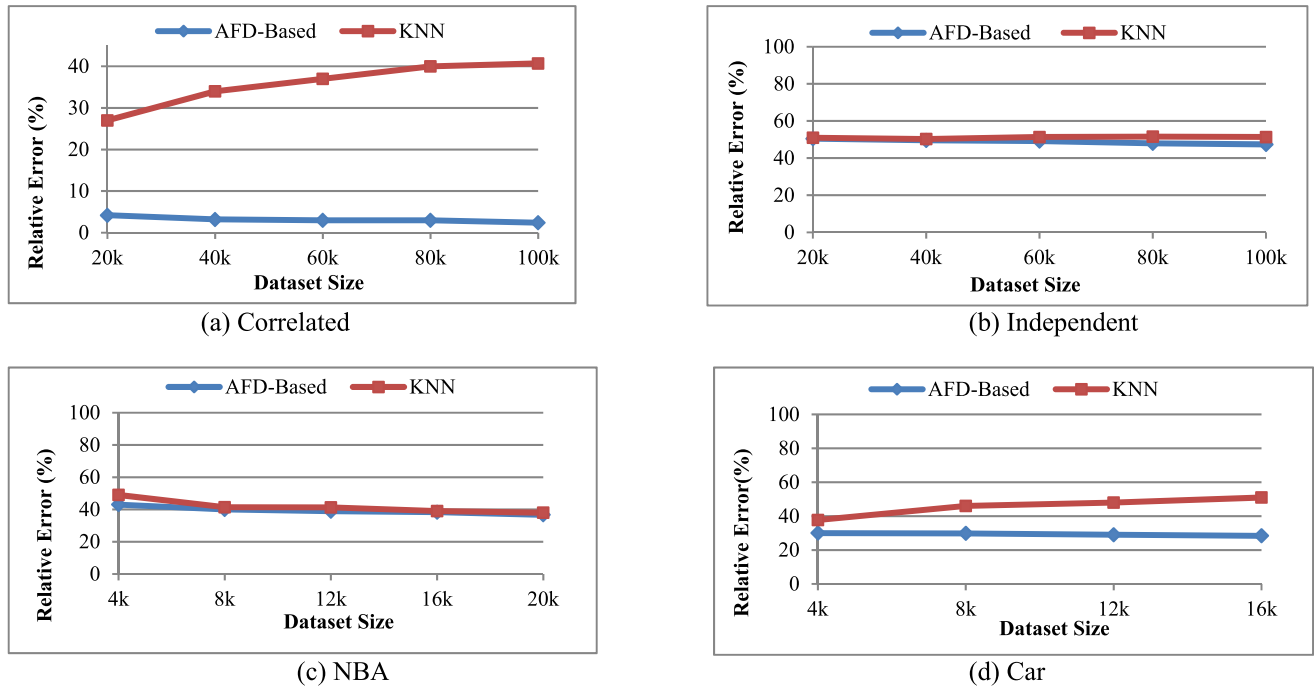 AFD-Based KNN
Relative Error (%)
40
30
20
10
0
20k 40k 60k 80k 100k
Dataset Size
(a) Correlated
AFD-Based KNN
Relative Error (%)
100
80
60
40
20
0
20k 40k 60k 80k 100k
Dataset Size
(b) Independent
AFD-Based KNN
Relative Error (%)
100
80
60
40
20
0
4k 8k 12k 16k 20k
Dataset Size
(c) NBA
AFD-Based KNN
Relative Error(%)
100
80
60
40
20
0
4k 8k 12k 16k
Dataset Size
(d) Car